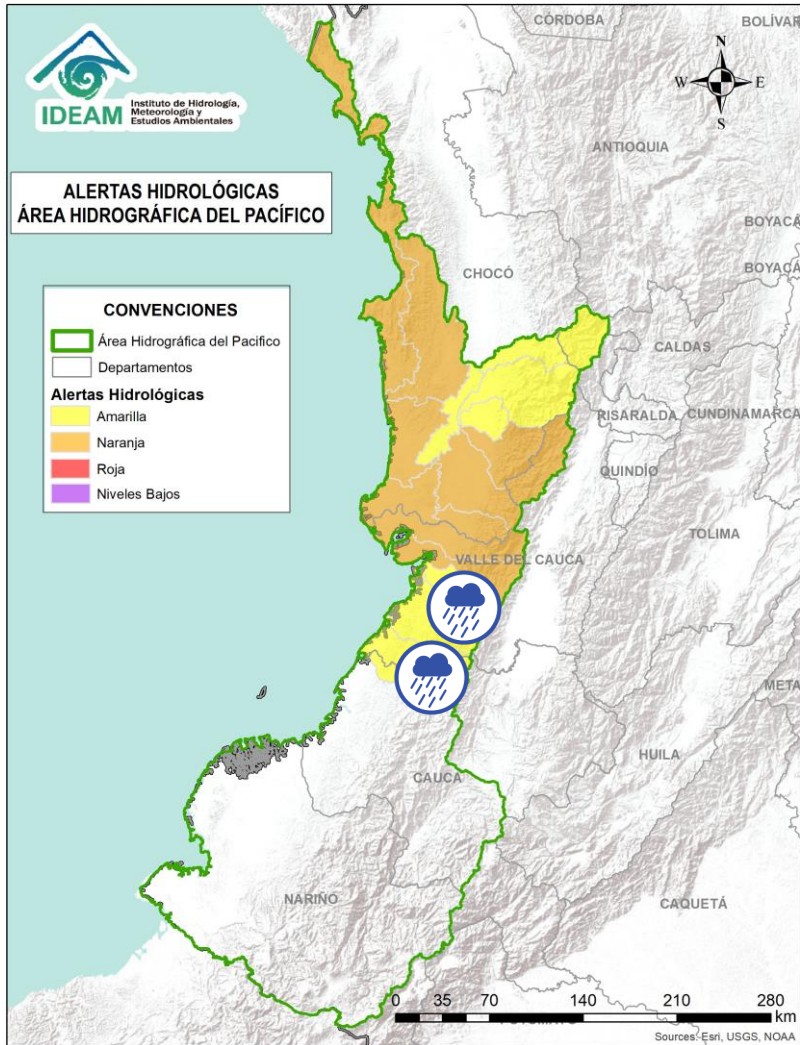 CÓRDOBA
BOLÍVAR
IDEAM
Instituto de Hidrología,
Meteorología y
Estudios Ambientales
N
W E
S
ANTIOQUIA
ALERTAS HIDROLÓGICAS
ÁREA HIDROGRÁFICA DEL PACÍFICO
BOYACÁ
CHOCÓ
BOYACÁ
CONVENCIONES
Área Hidrográfica del Pacifico
Departamentos
Alertas Hidrológicas
Amarilla
Naranja
Roja
Niveles Bajos
CALDAS
RISARALDA
CUNDINAMARCA
QUINDÍO
TOLIMA
VALLE DEL CAUCA
META
HUILA
CAUCA
NARIÑO
CAQUETÁ
0 35 70 140 210 280
km
Sources: Esri, USGS, NOAA